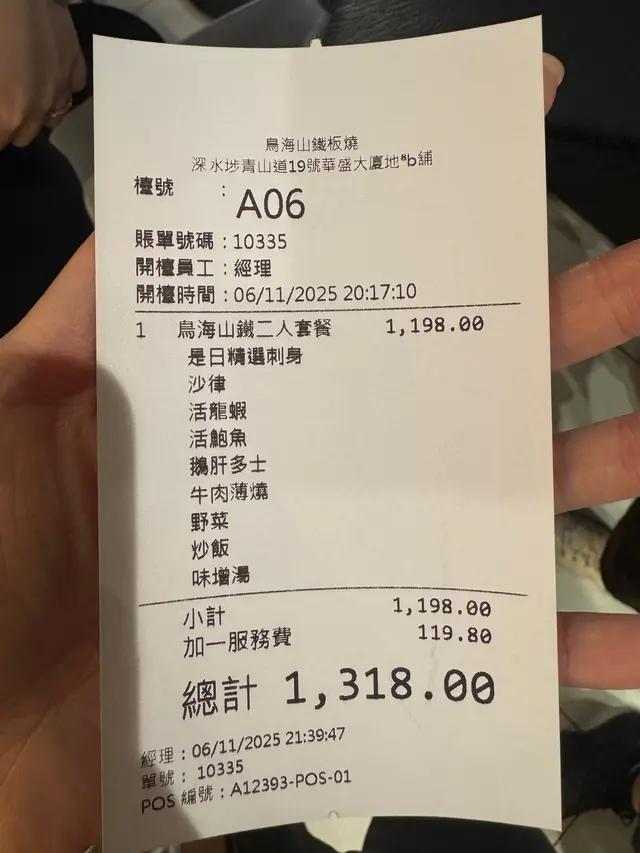 鳥海山鐵板燒
深水埗青山道19號華盛大廈地ªb舖
檯號 :
A06
賬單號碼 : 10335
開檯員工 : 經理
開檯時間 : 06/11/2025 20:17:10
1 鳥海山鐵二人套餐 1,198.00
是日精選刺身
沙律
活龍蝦
活鮑魚
鵝肝多士
牛肉薄燒
野菜
炒飯
味增湯
小計 1,198.00
加一服務費 119.80
總計 1,318.00
經理 : 06/11/2025 21:39:47
單號 : 10335
POS 編號 : A12393-POS-01